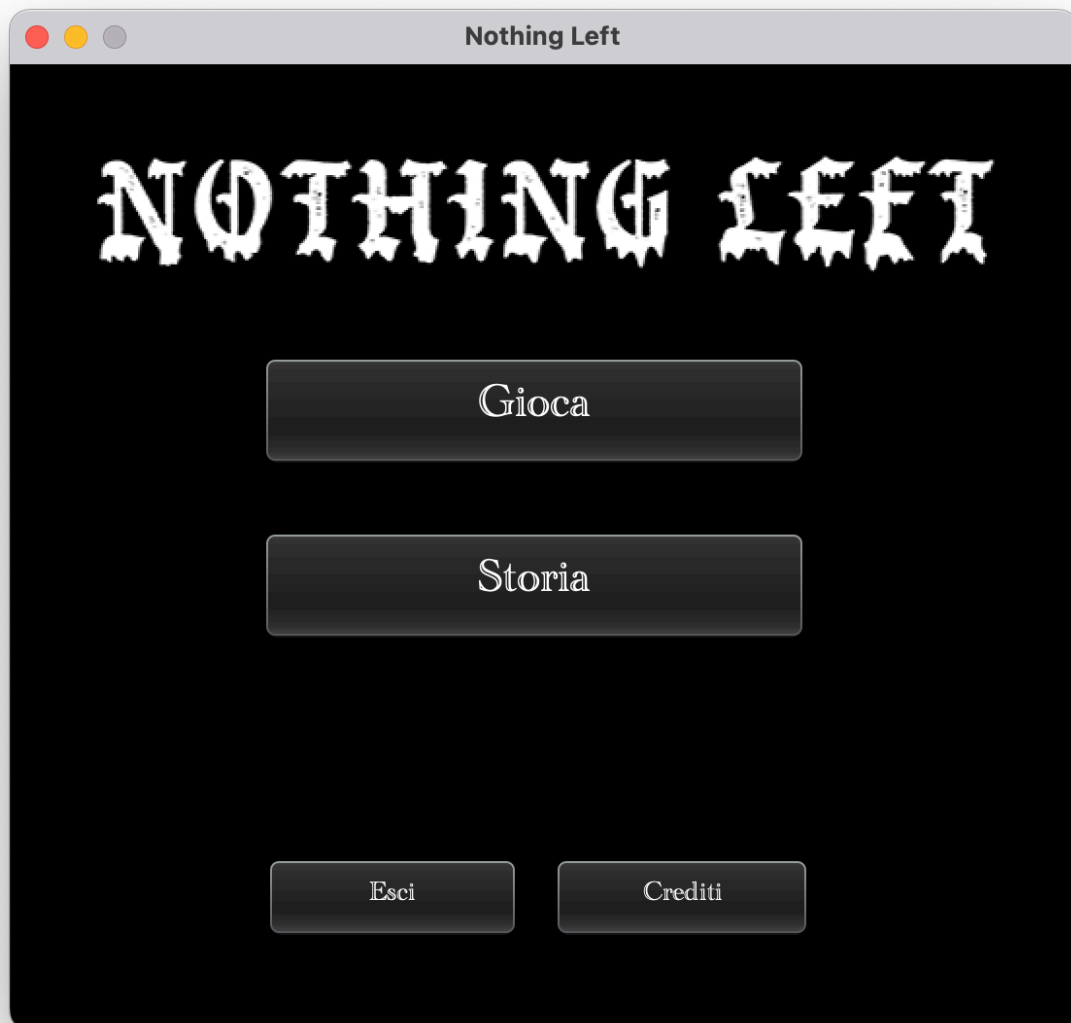 Nothing Left
NOTHING LEFT
Gioca
Storia
Esci
Crediti